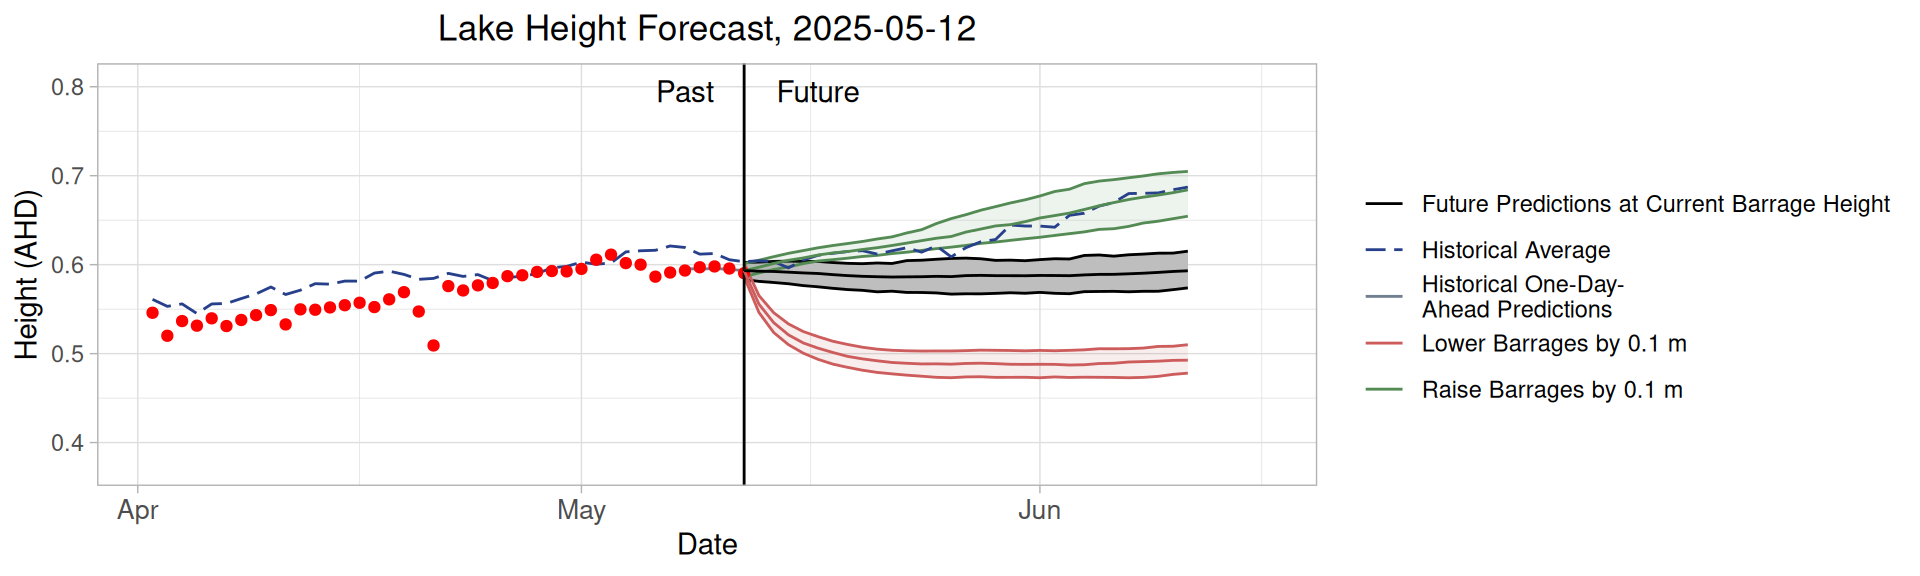 Lake Height Forecast, 2025-05-12
Past
Future
0.8
0.7
0.6
0.5
0.4
Height (AHD)
Apr
May
Jun
Date
Future Predictions at Current Barrage Height
Historical Average
Historical One-Day-
Ahead Predictions
Lower Barrages by 0.1 m
Raise Barrages by 0.1 m